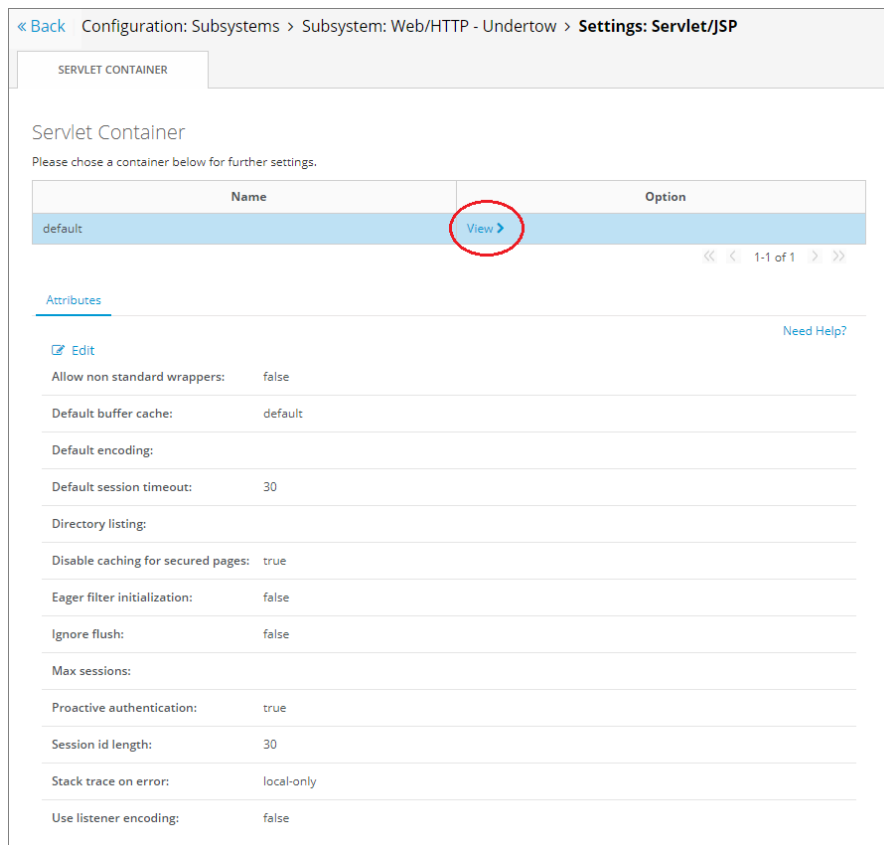 « Back Configuration: Subsystems > Subsystem: Web/HTTP - Undertow > Settings: Servlet/JSP
SERVLET CONTAINER
Servlet Container
Please chose a container below for further settings.
Name Option
default View >
« < 1-1 of 1 > »
Attributes
Need Help?
Edit
Allow non standard wrappers: false
Default buffer cache: default
Default encoding:
Default session timeout: 30
Directory listing:
Disable caching for secured pages: true
Eager filter initialization: false
Ignore flush: false
Max sessions:
Proactive authentication: true
Session id length: 30
Stack trace on error: local-only
Use listener encoding: false